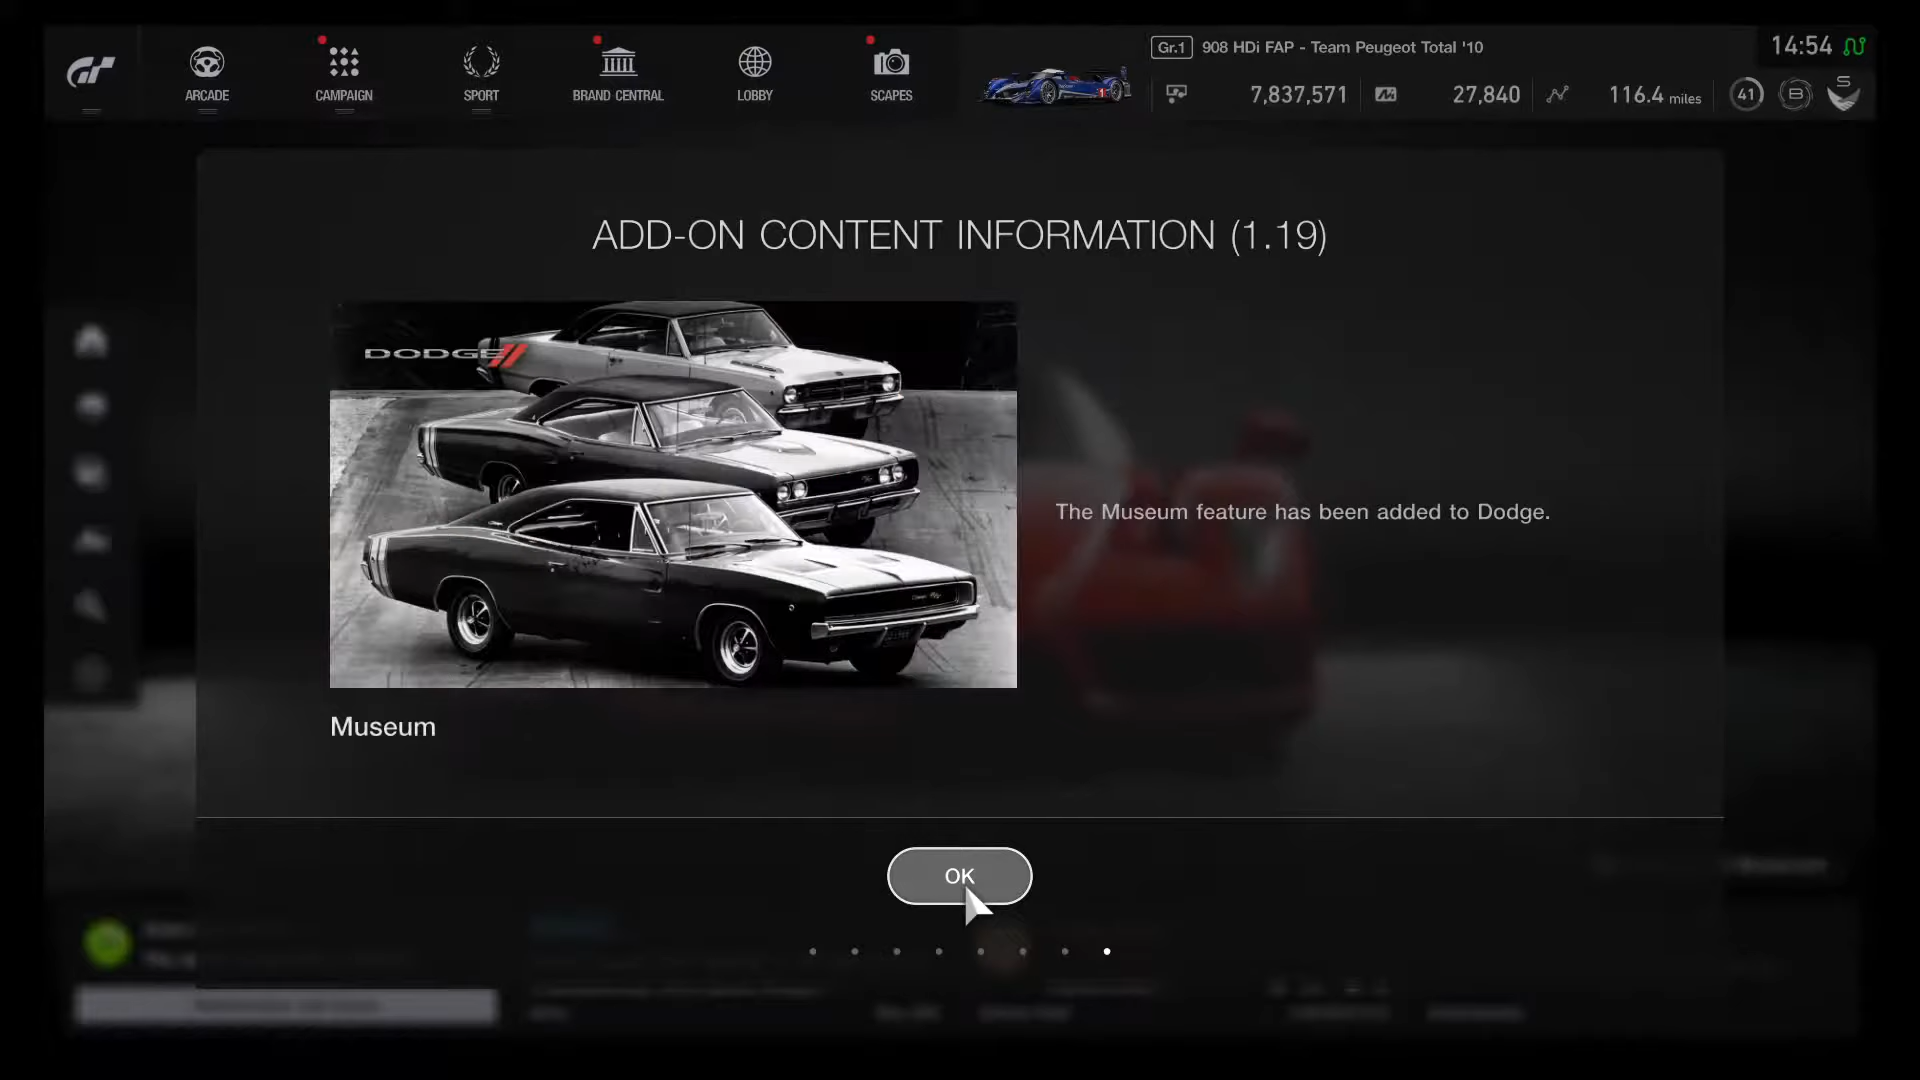 GT
ARCADE
CAMPAIGN
SPORT
BRAND CENTRAL
LOBBY
SCAPES
Gr.1 908 HDi FAP - Team Peugeot Total '10
7,837,571
27,840
116.4 miles
14:54
41
B
S
ADD-ON CONTENT INFORMATION (1.19)
DODGE
The Museum feature has been added to Dodge.
Museum
OK